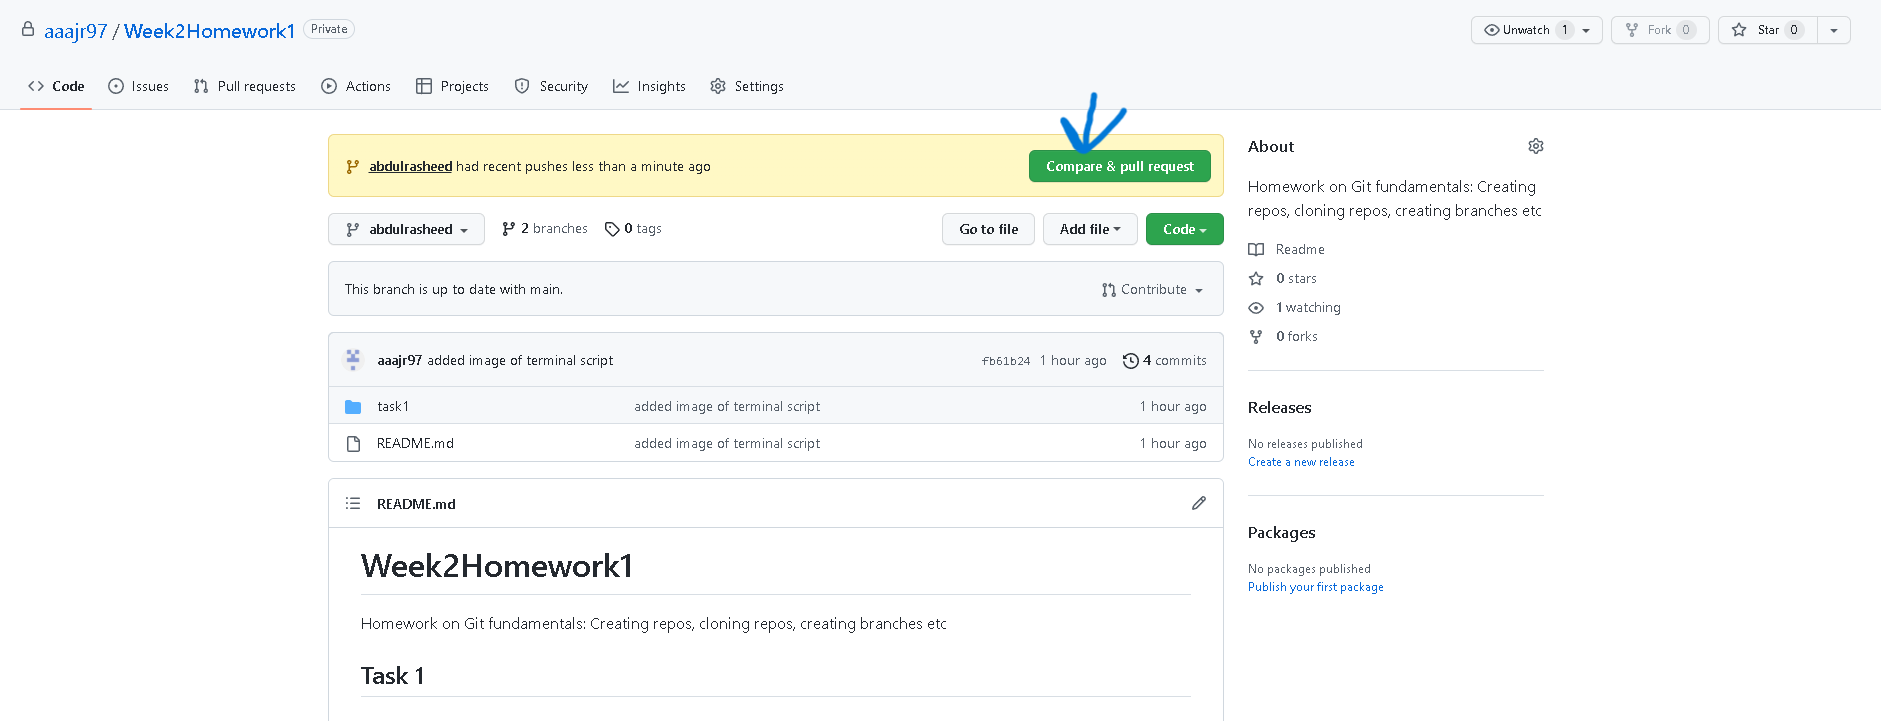 aaajr97 / Week2Homework1 Private
Unwatch 1 Fork 0 Star 0
Code Issues Pull requests Actions Projects Security Insights Settings
abdulrasheed had recent pushes less than a minute ago Compare & pull request
abdulrasheed 2 branches 0 tags Go to file Add file Code
This branch is up to date with main. Contribute
aaajr97 added image of terminal script fb61b24 1 hour ago 4 commits
task1 added image of terminal script 1 hour ago
README.md added image of terminal script 1 hour ago
README.md
Week2Homework1
Homework on Git fundamentals: Creating repos, cloning repos, creating branches etc
Task 1
About
Homework on Git fundamentals: Creating
repos, cloning repos, creating branches etc
Readme
0 stars
1 watching
0 forks
Releases
No releases published
Create a new release
Packages
No packages published
Publish your first package